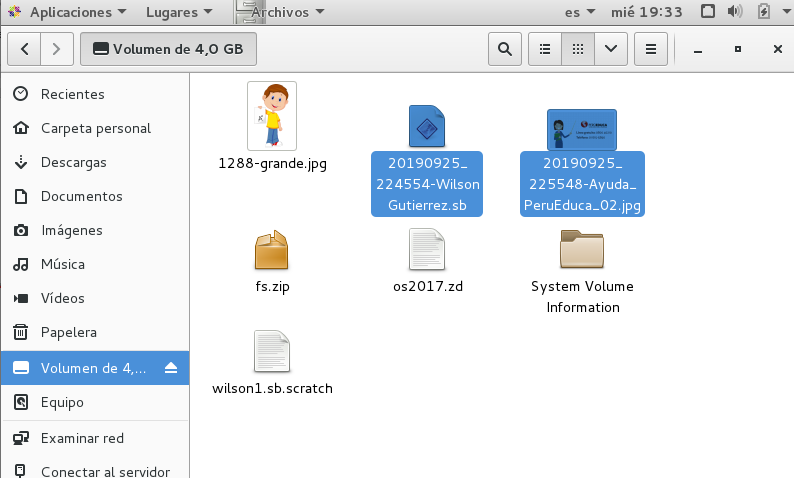 Aplicaciones Lugares Archivos es mié 19:33
Volumen de 4,0 GB
Recientes
Carpeta personal
Descargas
Documentos
Imágenes
Música
Vídeos
Papelera
Volumen de 4,...
Equipo
Examinar red
Conectar al servidor
1288-grande.jpg
20190925_
224554-Wilson
Gutierrez.sb
20190925_
225548-Ayuda_
PeruEduca_02.jpg
fs.zip
os2017.zd
System Volume
Information
wilson1.sb.scratch